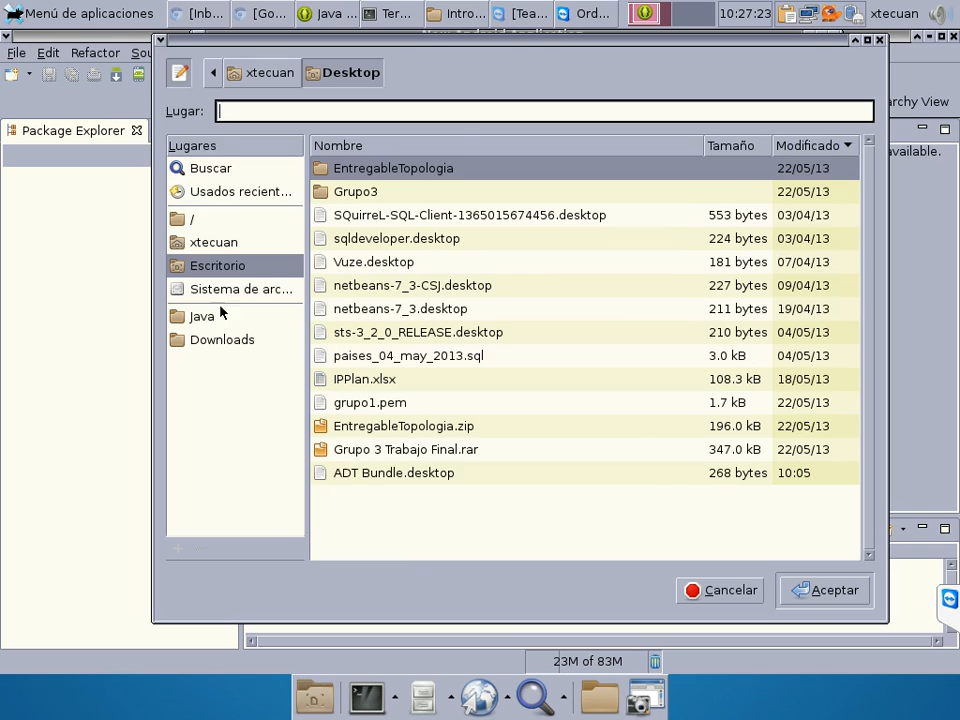 Menú de aplicaciones
[Inb...
[Go...
Java ...
Ter...
Intro...
[Tea...
Ord...
10:27:23
xtecuan
File Edit Refactor Sou
xtecuan
Desktop
Lugar:
archy View
Package Explorer
available.
Lugares
Buscar
Usados recient...
/
xtecuan
Escritorio
Sistema de arc...
Java
Downloads
Nombre Tamaño Modificado
EntregableTopologia 22/05/13
Grupo3 22/05/13
SQuirreL-SQL-Client-1365015674456.desktop 553 bytes 03/04/13
sqldeveloper.desktop 224 bytes 03/04/13
Vuze.desktop 181 bytes 07/04/13
netbeans-7_3-CSJ.desktop 227 bytes 09/04/13
netbeans-7_3.desktop 211 bytes 19/04/13
sts-3_2_0_RELEASE.desktop 210 bytes 04/05/13
paises_04_may_2013.sql 3.0 kB 04/05/13
IPPlan.xlsx 108.3 kB 18/05/13
grupo1.pem 1.7 kB 22/05/13
EntregableTopologia.zip 196.0 kB 22/05/13
Grupo 3 Trabajo Final.rar 347.0 kB 22/05/13
ADT Bundle.desktop 268 bytes 10:05
Cancelar
Aceptar
23M of 83M